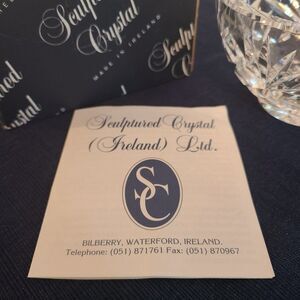 Sculptured
Crystal
MADE IN IRELAND
Sculptured Crystal
(Ireland) Ltd.
SC
BILBERRY, WATERFORD, IRELAND.
Telephone: (051) 871761 Fax: (051) 870967